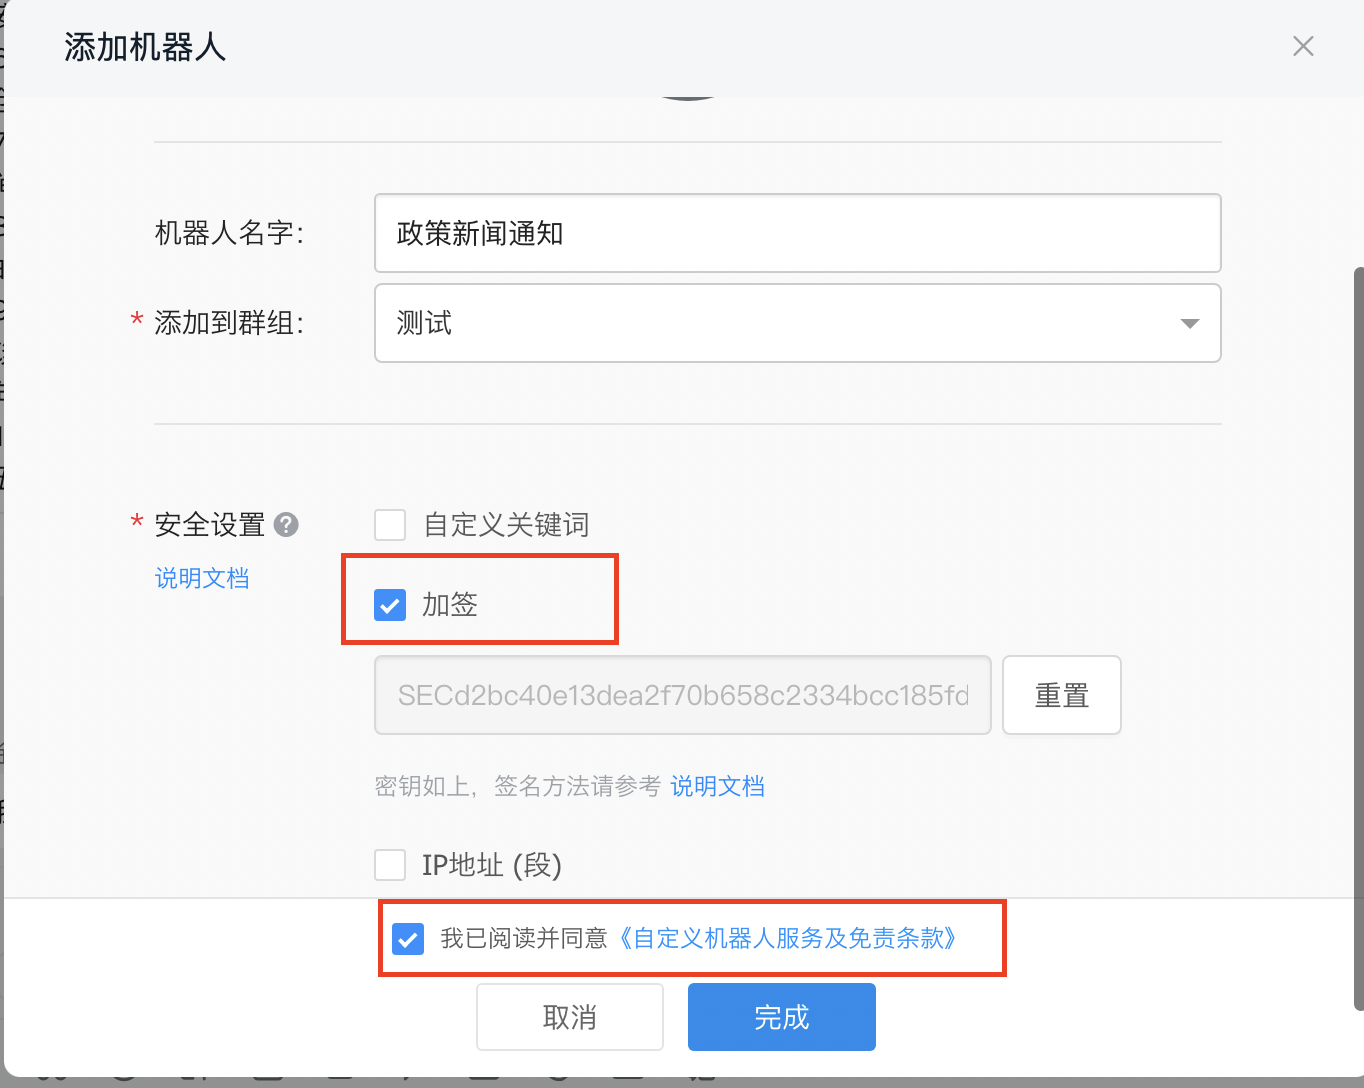 添加机器人
机器人名字:
政策新闻通知
* 添加到群组:
测试
* 安全设置 ?
自定义关键词
说明文档
加签
SECd2bc40e13dea2f70b658c2334bcc185fd
重置
密钥如上，签名方法请参考 说明文档
IP地址 (段)
我已阅读并同意《自定义机器人服务及免责条款》
取消
完成